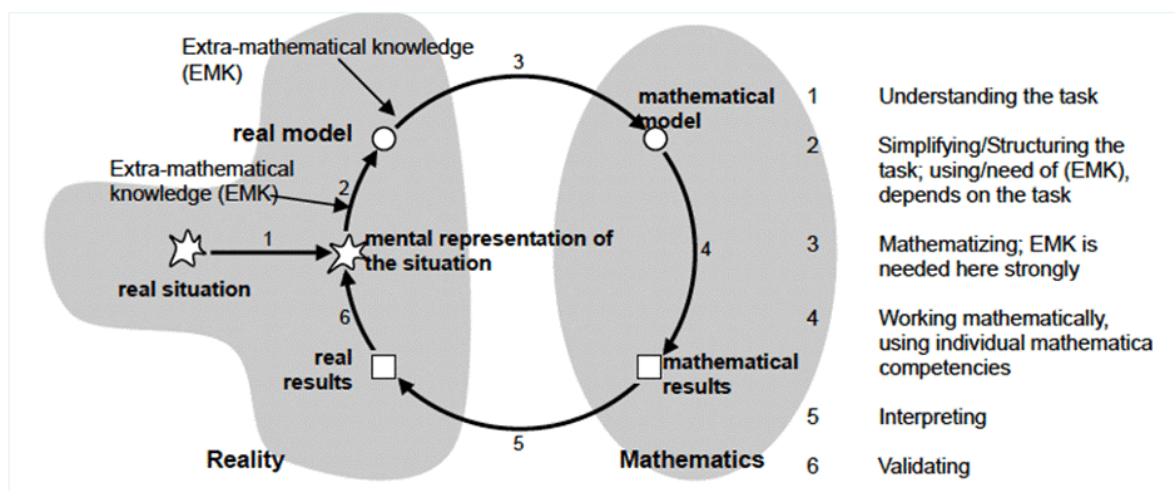 Extra-mathematical knowledge
(EMK)
3
mathematical
model
real model
Extra-mathematical
knowledge (EMK)
2
1
mental representation of
the situation
real situation
4
6
real
results
mathematical
results
5
Reality
Mathematics
1 Understanding the task
2 Simplifying/Structuring the
task; using/need of (EMK),
depends on the task
3 Mathematizing; EMK is
needed here strongly
4 Working mathematically,
using individual mathematica
competencies
5 Interpreting
6 Validating